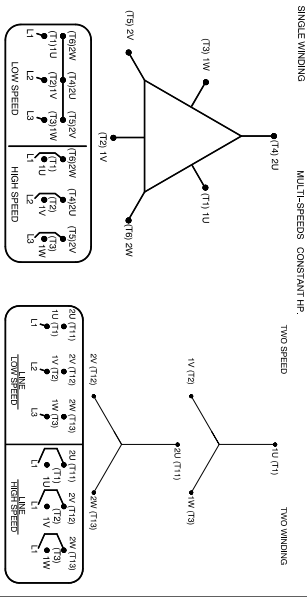 SINGLE WINDING MULTI-SPEEDS CONSTANT HP.
(T4) 2U
(T3) 1W
(T1) 1U
(T5) 2V
(T2) 1V
(T6) 2W
(T6)2W (T4)2U (T5)2V
(T1)1U (T2)1V (T3)1W
L1 L2 L3
LOW SPEED
(T6)2W (T4)2U (T5)2V
(T1) (T2) (T3)
1U 1V 1W
L1 L2 L3
HIGH SPEED
TWO SPEED TWO WINDING
1U (T1)
1V (T2)
1W (T3)
2U (T11)
2V (T12)
2W (T13)
2U (T11) 2V (T12) 2W (T13)
1U (T1) 1V (T2) 1W (T3)
L1 L2 L3
LINE
LOW SPEED
2U (T11) 2V (T12) 2W (T13)
(T1) (T2) (T3)
1U 1V 1W
L1 L1 L1
LINE
HIGH SPEED